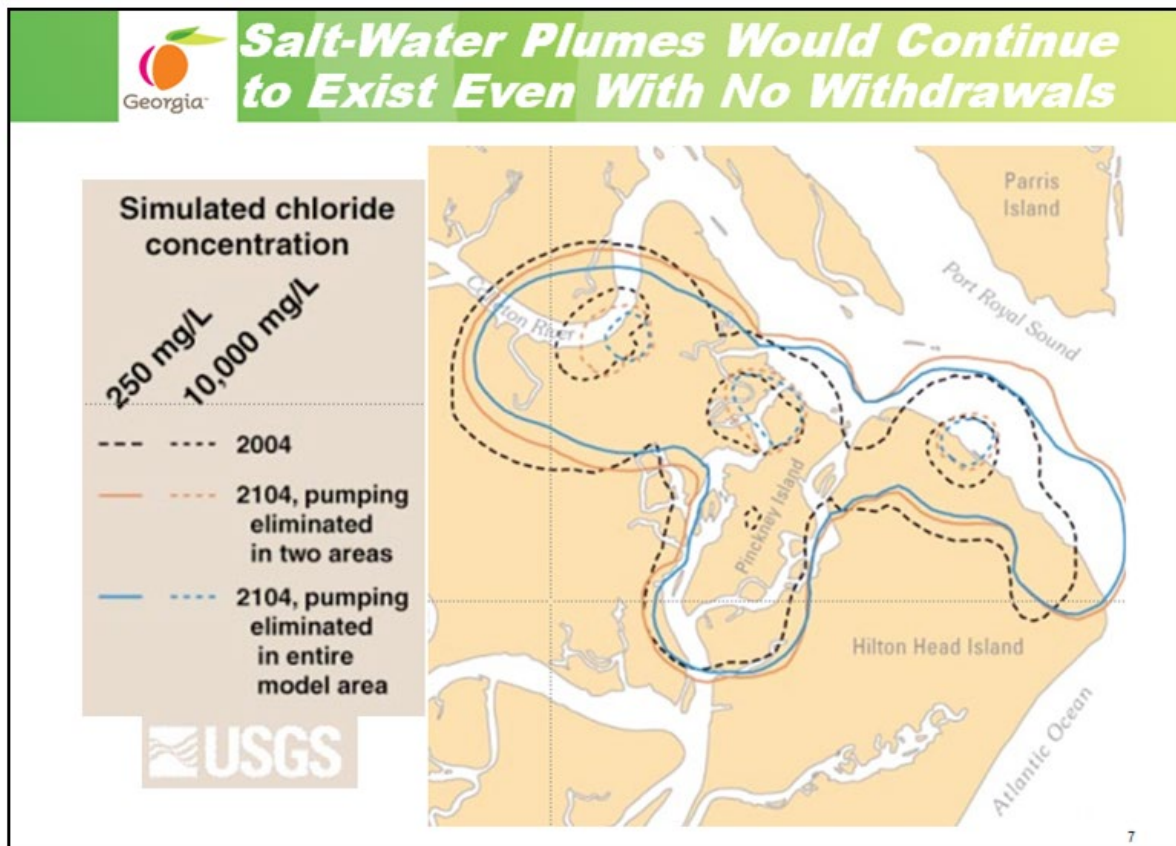 Salt-Water Plumes Would Continue
to Exist Even With No Withdrawals
Georgia
Simulated chloride
concentration
250 mg/L
10,000 mg/L
2004
2104, pumping
eliminated
in two areas
2104, pumping
eliminated
in entire
model area
USGS
Parris
Island
Port Royal Sound
Colleton River
Pinckney Island
Hilton Head Island
Atlantic Ocean
7